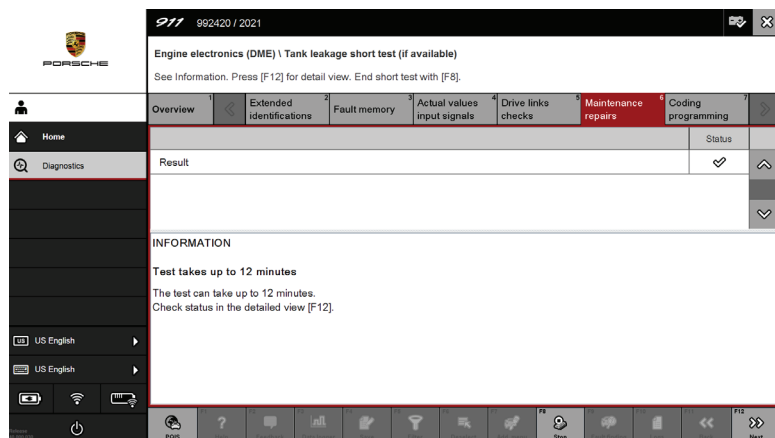 911 992420 / 2021
PORSCHE
Engine electronics (DME) \ Tank leakage short test (if available)
See Information. Press [F12] for detail view. End short test with [F8].
Overview 1
Extended identifications 2
Fault memory 3
Actual values input signals 4
Drive links checks 5
Maintenance repairs 6
Coding programming 7
Home
Diagnostics
Status
Result
INFORMATION
Test takes up to 12 minutes
The test can take up to 12 minutes.
Check status in the detailed view [F12].
US US English
US English
POIS
F8
Stop
F12
Next